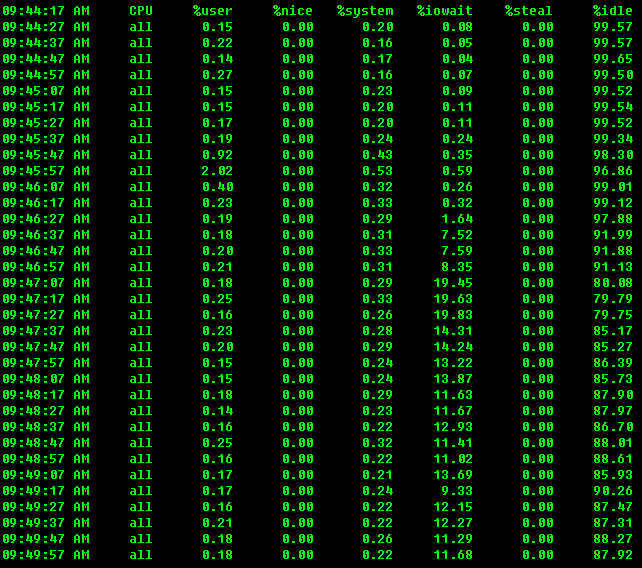 09:44:17 AM CPU %user %nice %system %iowait %steal %idle
09:44:27 AM all 0.15 0.00 0.20 0.08 0.00 99.57
09:44:37 AM all 0.22 0.00 0.16 0.05 0.00 99.57
09:44:47 AM all 0.14 0.00 0.17 0.04 0.00 99.65
09:44:57 AM all 0.27 0.00 0.16 0.07 0.00 99.50
09:45:07 AM all 0.15 0.00 0.23 0.09 0.00 99.52
09:45:17 AM all 0.15 0.00 0.20 0.11 0.00 99.54
09:45:27 AM all 0.17 0.00 0.20 0.11 0.00 99.52
09:45:37 AM all 0.19 0.00 0.24 0.24 0.00 99.34
09:45:47 AM all 0.92 0.00 0.43 0.35 0.00 98.30
09:45:57 AM all 2.02 0.00 0.53 0.59 0.00 96.86
09:46:07 AM all 0.40 0.00 0.32 0.26 0.00 99.01
09:46:17 AM all 0.23 0.00 0.33 0.32 0.00 99.12
09:46:27 AM all 0.19 0.00 0.29 1.64 0.00 97.88
09:46:37 AM all 0.18 0.00 0.31 7.52 0.00 91.99
09:46:47 AM all 0.20 0.00 0.33 7.59 0.00 91.88
09:46:57 AM all 0.21 0.00 0.31 8.35 0.00 91.13
09:47:07 AM all 0.18 0.00 0.29 19.45 0.00 80.08
09:47:17 AM all 0.25 0.00 0.33 19.63 0.00 79.79
09:47:27 AM all 0.16 0.00 0.26 19.83 0.00 79.75
09:47:37 AM all 0.23 0.00 0.28 14.31 0.00 85.17
09:47:47 AM all 0.20 0.00 0.29 14.24 0.00 85.27
09:47:57 AM all 0.15 0.00 0.24 13.22 0.00 86.39
09:48:07 AM all 0.15 0.00 0.24 13.87 0.00 85.73
09:48:17 AM all 0.18 0.00 0.29 11.63 0.00 87.90
09:48:27 AM all 0.14 0.00 0.23 11.67 0.00 87.97
09:48:37 AM all 0.16 0.00 0.22 12.93 0.00 86.70
09:48:47 AM all 0.25 0.00 0.32 11.41 0.00 88.01
09:48:57 AM all 0.16 0.00 0.22 11.02 0.00 88.61
09:49:07 AM all 0.17 0.00 0.21 13.69 0.00 85.93
09:49:17 AM all 0.17 0.00 0.24 9.33 0.00 90.26
09:49:27 AM all 0.16 0.00 0.22 12.15 0.00 87.47
09:49:37 AM all 0.21 0.00 0.22 12.27 0.00 87.31
09:49:47 AM all 0.18 0.00 0.26 11.29 0.00 88.27
09:49:57 AM all 0.18 0.00 0.22 11.68 0.00 87.92